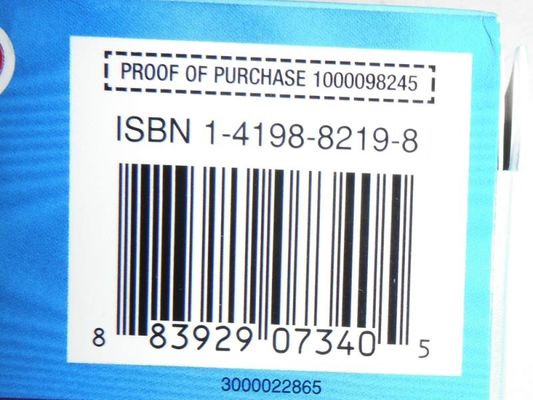 PROOF OF PURCHASE 1000098245
ISBN 1-4198-8219-8
8 83929 07340 5
3000022865